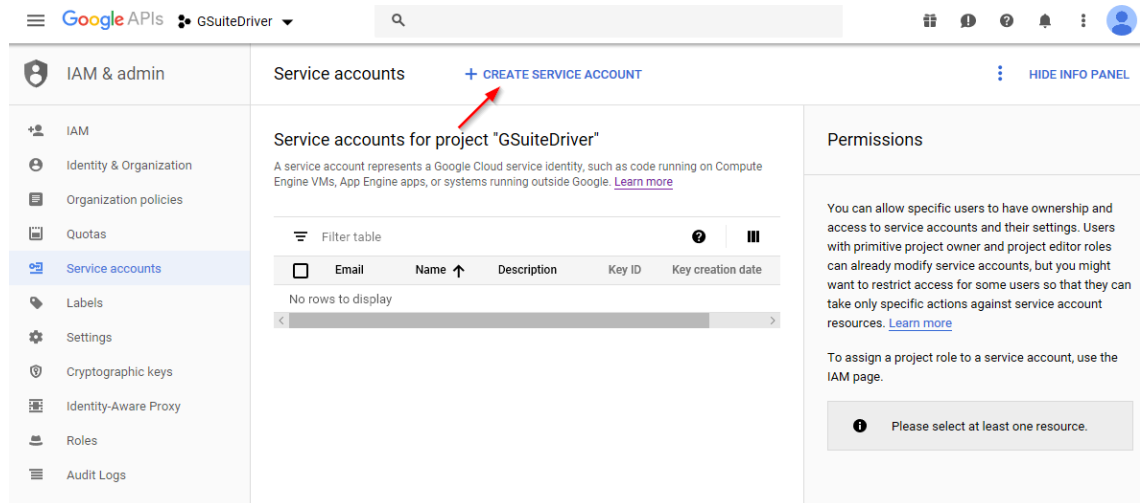 Google APIs GSuiteDriver
IAM & admin
Service accounts
CREATE SERVICE ACCOUNT
HIDE INFO PANEL
IAM
Identity & Organization
Organization policies
Quotas
Service accounts
Labels
Settings
Cryptographic keys
Identity-Aware Proxy
Roles
Audit Logs
Service accounts for project "GSuiteDriver"
A service account represents a Google Cloud service identity, such as code running on Compute
Engine VMs, App Engine apps, or systems running outside Google. Learn more
Filter table
Email Name Description Key ID Key creation date
No rows to display
Permissions
You can allow specific users to have ownership and
access to service accounts and their settings. Users
with primitive project owner and project editor roles
can already modify service accounts, but you might
want to restrict access for some users so that they can
take only specific actions against service account
resources. Learn more
To assign a project role to a service account, use the
IAM page.
Please select at least one resource.